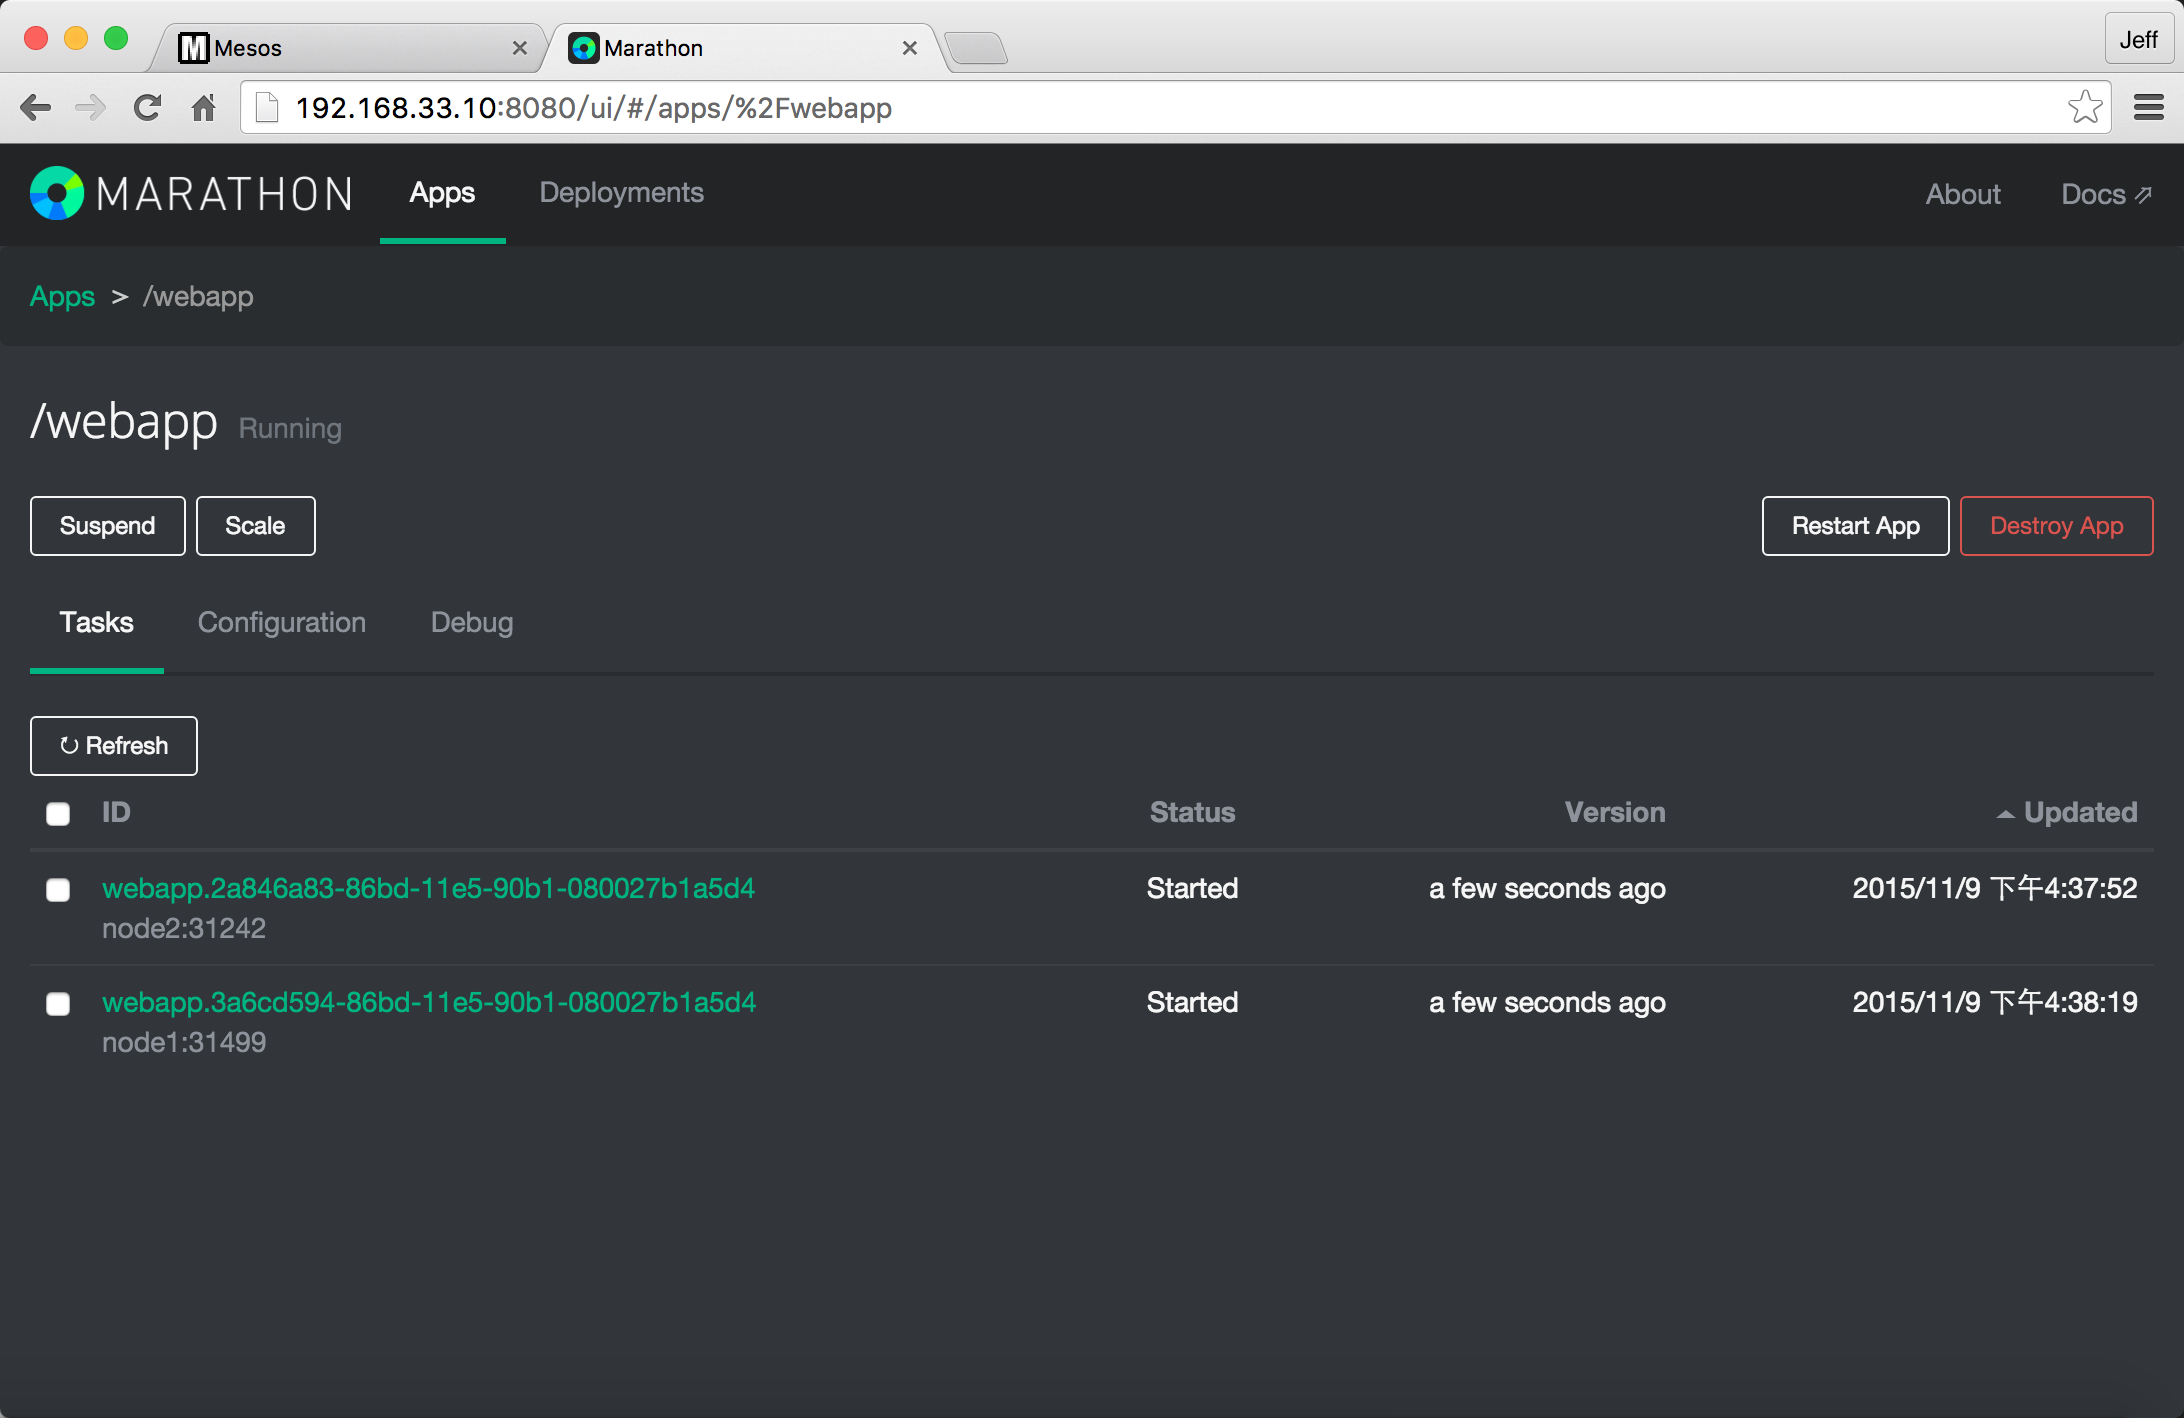 Mesos
Marathon
Jeff
192.168.33.10:8080/ui/#/apps/%2Fwebapp
MARATHON Apps Deployments About Docs
Apps > /webapp
/webapp Running
Suspend Scale Restart App Destroy App
Tasks Configuration Debug
Refresh
ID Status Version Updated
webapp.2a846a83-86bd-11e5-90b1-080027b1a5d4 Started a few seconds ago 2015/11/9 下午4:37:52
node2:31242
webapp.3a6cd594-86bd-11e5-90b1-080027b1a5d4 Started a few seconds ago 2015/11/9 下午4:38:19
node1:31499